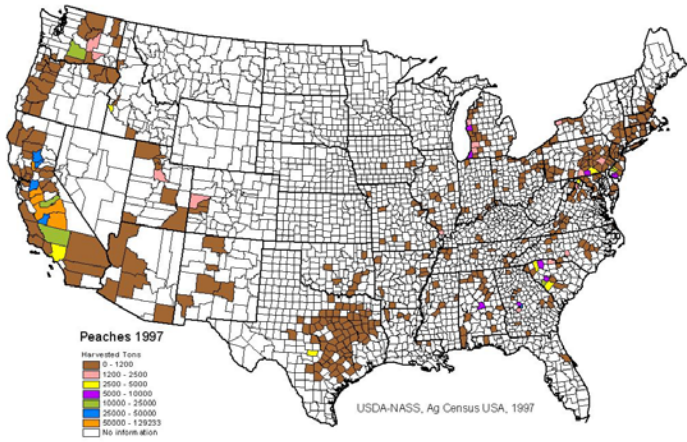 Peaches 1997
Harvested Tons
0 - 1200
1200 - 2500
2500 - 5000
5000 - 10000
10000 - 25000
25000 - 50000
50000 - 129233
No information
USDA-NASS, Ag Census USA, 1997